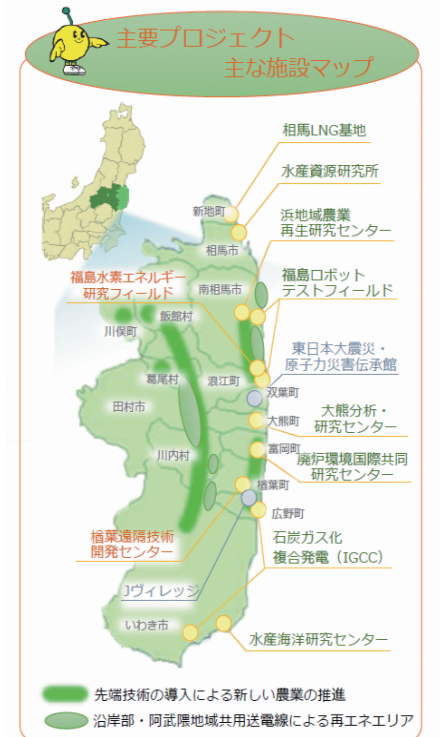 主要プロジェクト
主な施設マップ
相馬LNG基地
水産資源研究所
新地町
浜地域農業
再生研究センター
相馬市
福島水素エネルギー
研究フィールド
南相馬市
福島ロボット
テストフィールド
飯館村
川俣町
東日本大震災・
原子力災害伝承館
葛尾村
浪江町
双葉町
田村市
大熊町
大熊分析・
研究センター
富岡町
川内村
廃炉環境国際共同
研究センター
楢葉町
広野町
楢葉遠隔技術
開発センター
石炭ガス化
複合発電（IGCC）
Jヴィレッジ
いわき市
水産海洋研究センター
先端技術の導入による新しい農業の推進
沿岸部・阿武隈地域共用送電線による再エネエリア